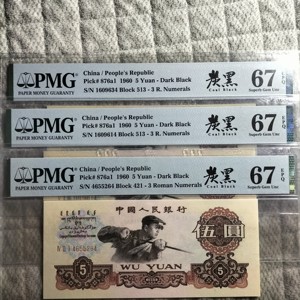 PMG
PAPER MONEY GUARANTY
China / People's Republic
Pick# 876a1 1960 5 Yuan - Dark Black
S/N 1609634 Block 513 - 3 R. Numerals
炭黑
Coal Black
67 EPQ
Superb Gem Unc
PMG
PAPER MONEY GUARANTY
China / People's Republic
Pick# 876a1 1960 5 Yuan - Dark Black
S/N 1609614 Block 513 - 3 R. Numerals
炭黑
Coal Black
67 EPQ
Superb Gem Unc
PMG
PAPER MONEY GUARANTY
China / People's Republic
Pick# 876a1 1960 5 Yuan - Dark Black
S/N 4655264 Block 421 - 3 Roman Numerals
炭黑
Coal Black
67 EPQ
Superb Gem Unc
中國人民銀行
伍圓
5
WU YUAN
5